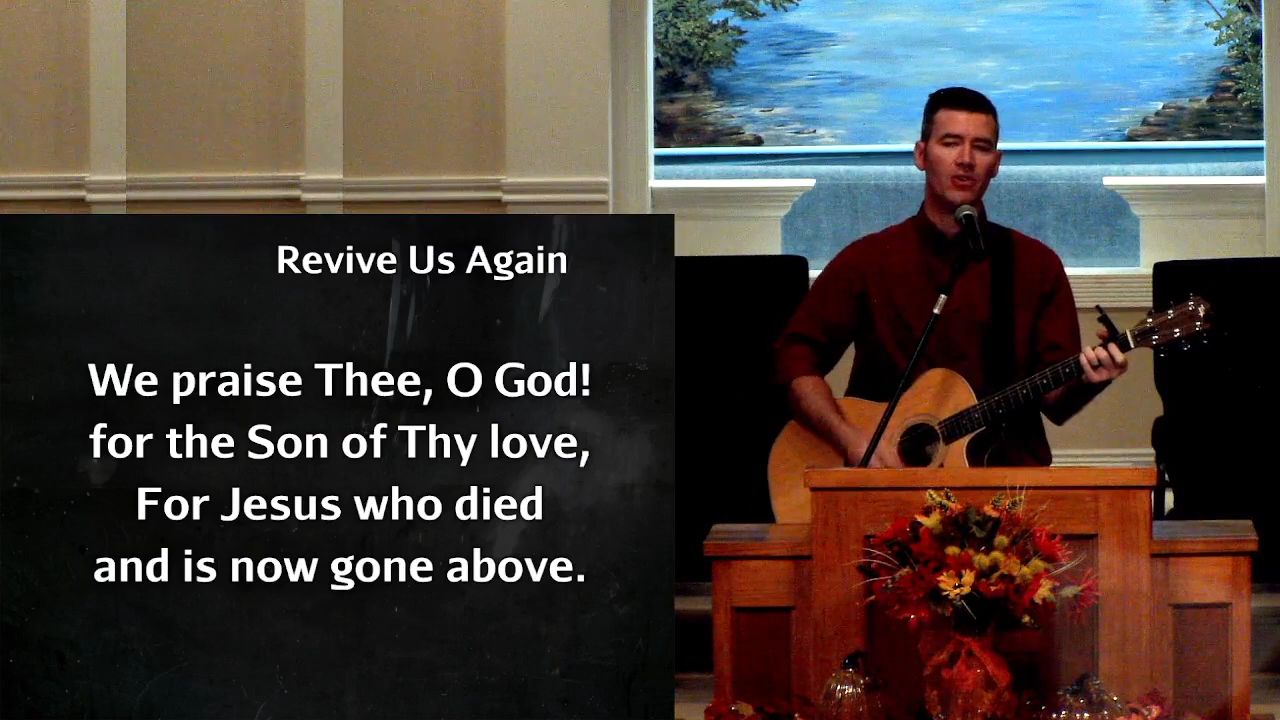 Revive Us Again
We praise Thee, O God!
for the Son of Thy love,
For Jesus who died
and is now gone above.